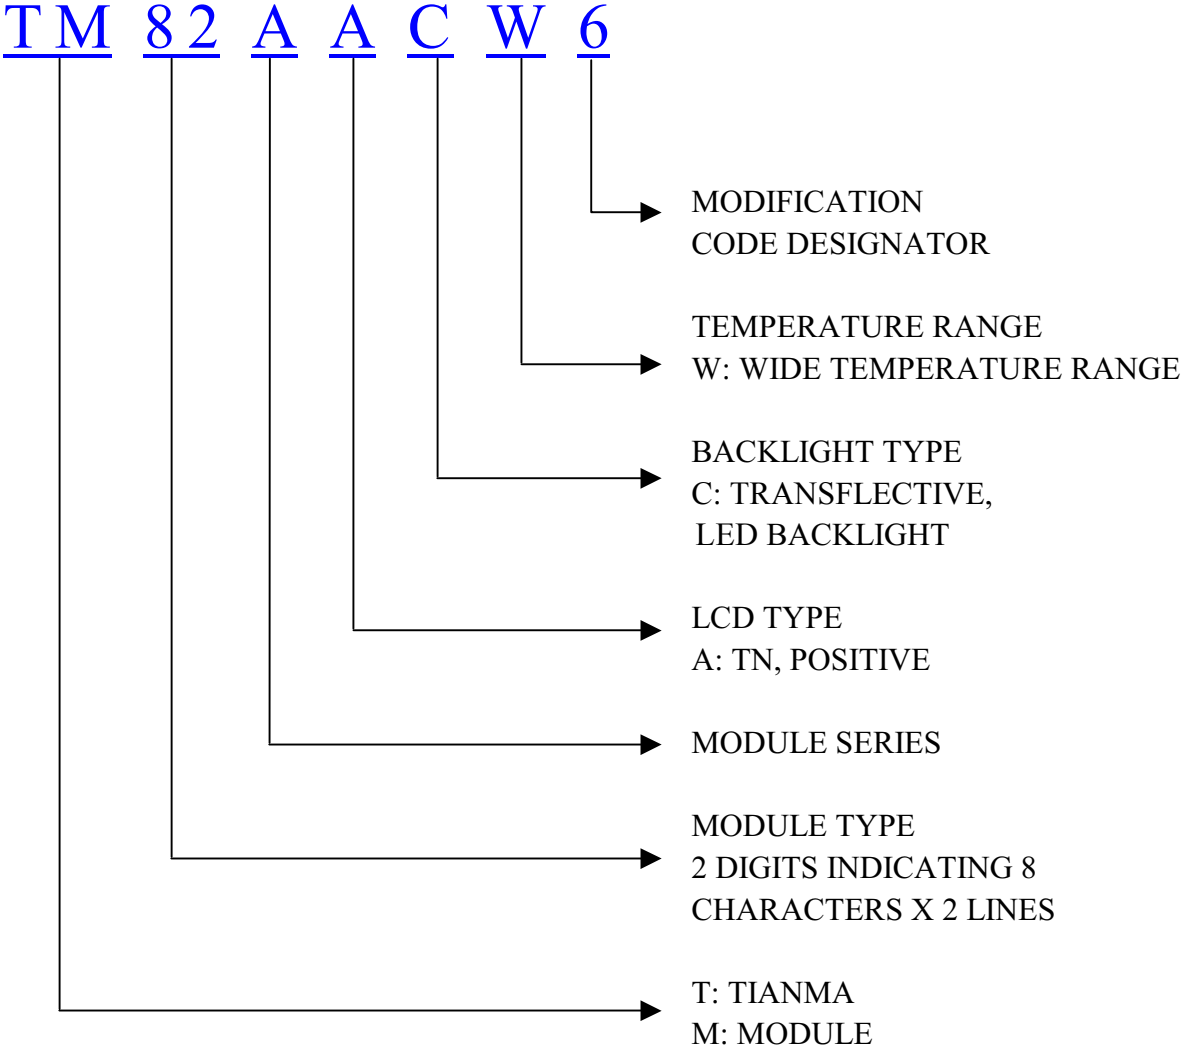 TM 82 A A C W 6
MODIFICATION
CODE DESIGNATOR
TEMPERATURE RANGE
W: WIDE TEMPERATURE RANGE
BACKLIGHT TYPE
C: TRANSFLECTIVE,
LED BACKLIGHT
LCD TYPE
A: TN, POSITIVE
MODULE SERIES
MODULE TYPE
2 DIGITS INDICATING 8
CHARACTERS X 2 LINES
T: TIANMA
M: MODULE